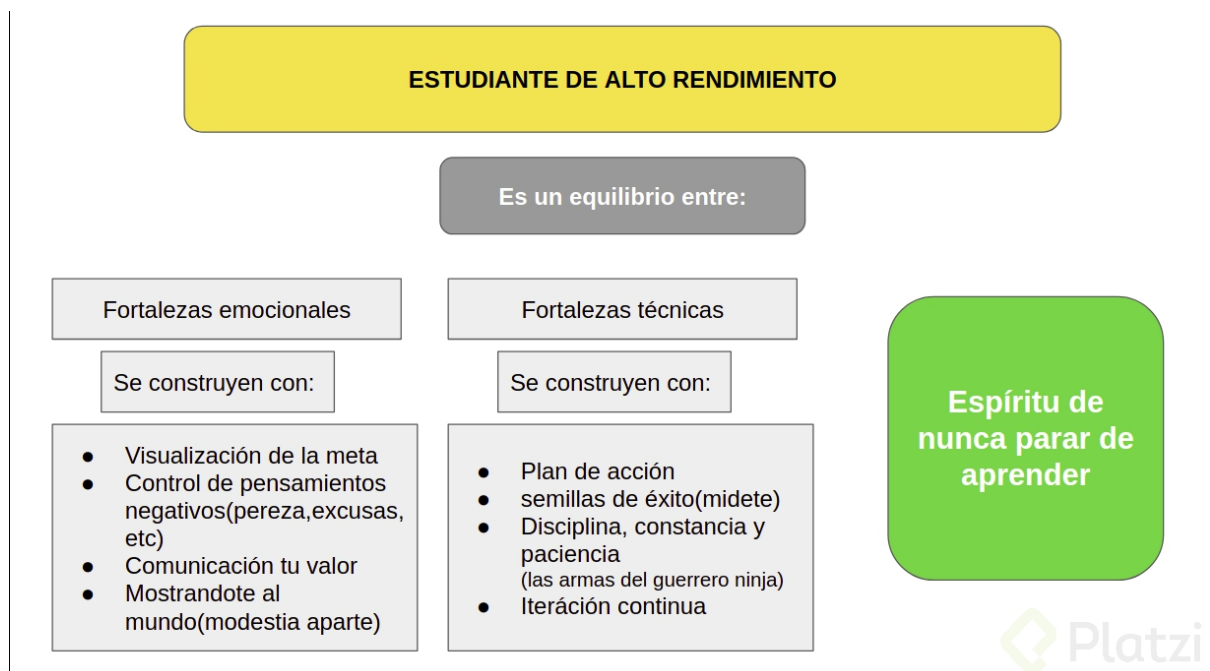 ESTUDIANTE DE ALTO RENDIMIENTO
Es un equilibrio entre:
Fortalezas emocionales
Se construyen con:
● Visualización de la meta
● Control de pensamientos
negativos(pereza,excusas,
etc)
● Comunicación tu valor
● Mostrandote al
mundo(modestia aparte)
Fortalezas técnicas
Se construyen con:
● Plan de acción
● semillas de éxito(midete)
● Disciplina, constancia y
paciencia
(las armas del guerrero ninja)
● Iteráción continua
Espíritu de
nunca parar de
aprender
Platzi